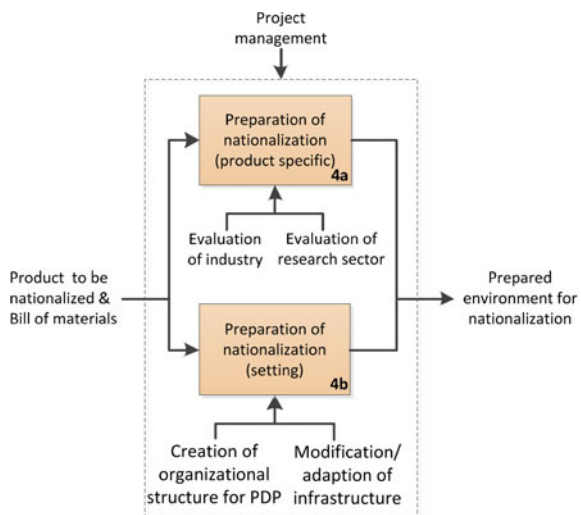 Project
management
Preparation of
nationalization
(product specific)
4a
Evaluation
of industry
Evaluation of
research sector
Product to be
nationalized &
Bill of materials
Prepared
environment for
nationalization
Preparation of
nationalization
(setting)
4b
Creation of
organizational
structure for PDP
Modification/
adaption of
infrastructure